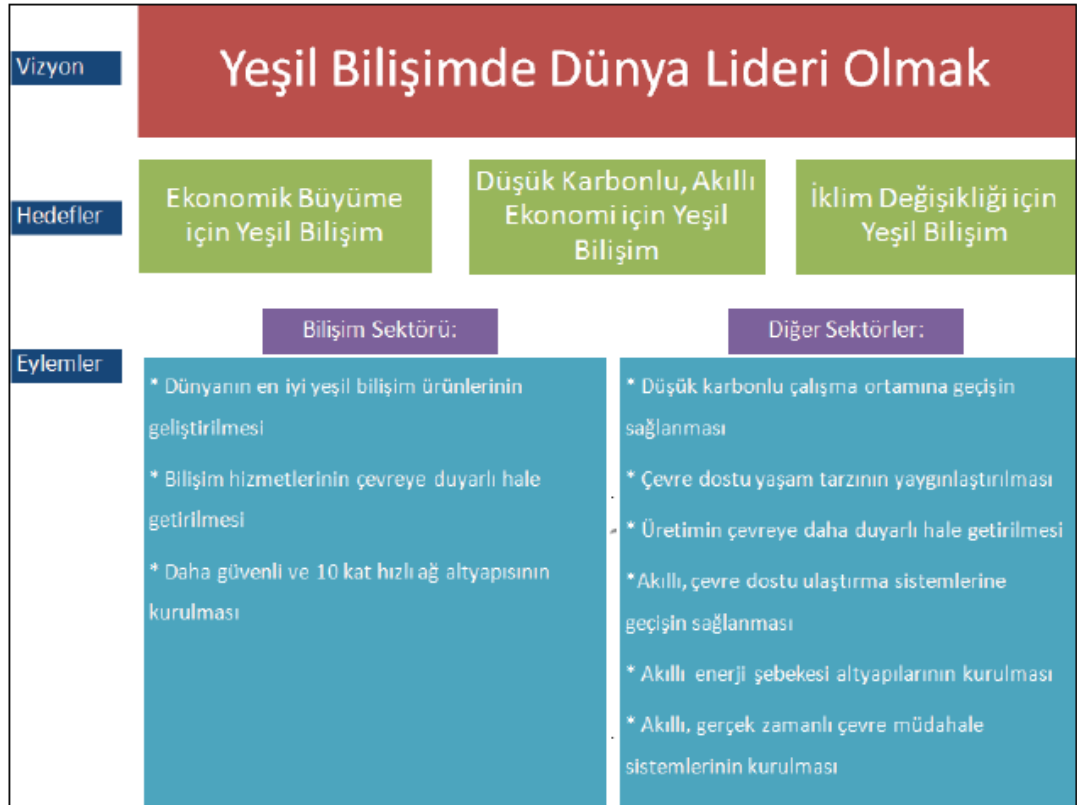 Vizyon
Yeşil Bilişimde Dünya Lideri Olmak
Hedefler
Ekonomik Büyüme
için Yeşil Bilişim
Düşük Karbonlu, Akıllı
Ekonomi için Yeşil
Bilişim
İklim Değişikliği için
Yeşil Bilişim
Eylemler
Bilişim Sektörü:
* Dünyanın en iyi yeşil bilişim ürünlerinin
geliştirilmesi
* Bilişim hizmetlerinin çevreye duyarlı hale
getirilmesi
* Daha güvenli ve 10 kat hızlı ağ altyapısının
kurulması
Diğer Sektörler:
* Düşük karbonlu çalışma ortamına geçişin
sağlanması
* Çevre dostu yaşam tarzının yaygınlaştırılması
* Üretimin çevreye daha duyarlı hale getirilmesi
*Akıllı, çevre dostu ulaştırma sistemlerine
geçişin sağlanması
* Akıllı enerji şebekesi altyapılarının kurulması
* Akıllı, gerçek zamanlı çevre müdahale
sistemlerinin kurulması